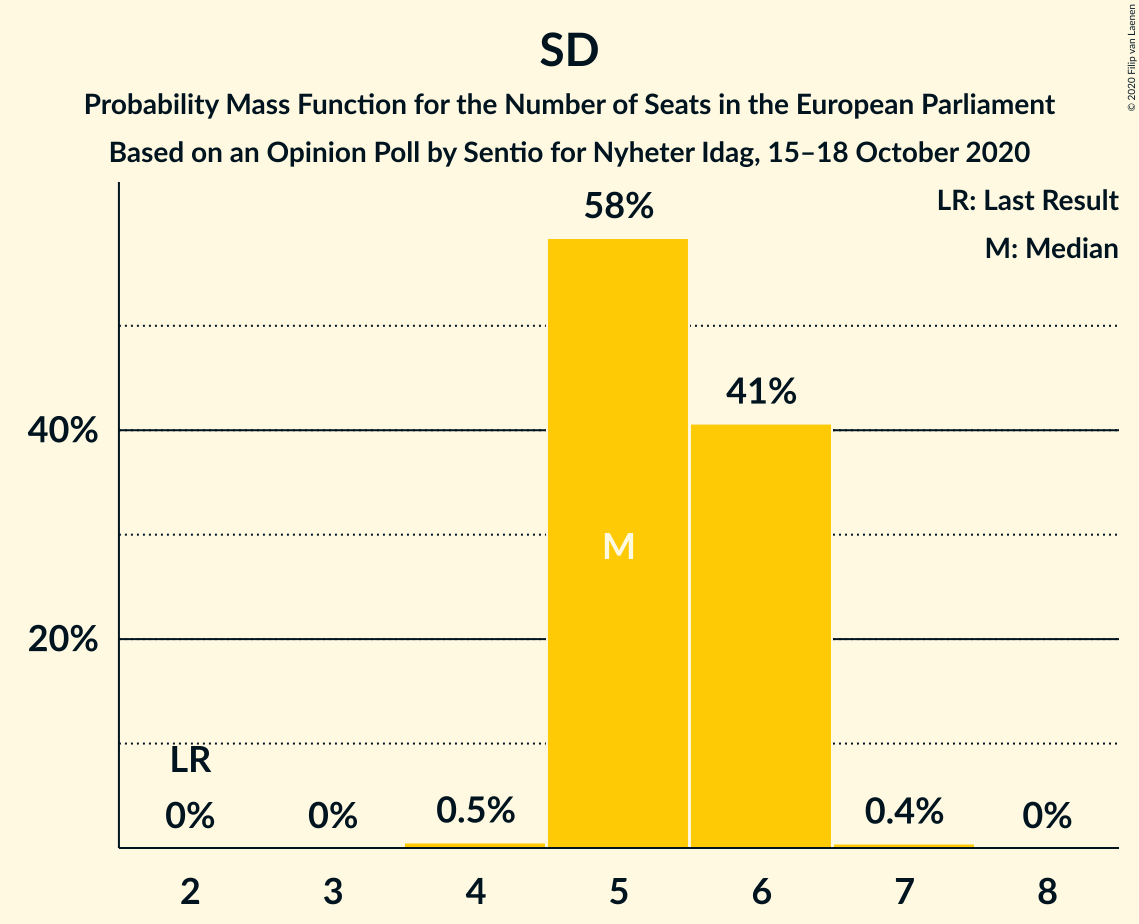 SD
Probability Mass Function for the Number of Seats in the European Parliament
Based on an Opinion Poll by Sentio for Nyheter Idag, 15–18 October 2020
© 2020 Filip van Laenen
LR: Last Result
M: Median
58%
41%
40%
M
20%
LR
0%
0%
0.5%
0.4%
0%
2
3
4
5
6
7
8